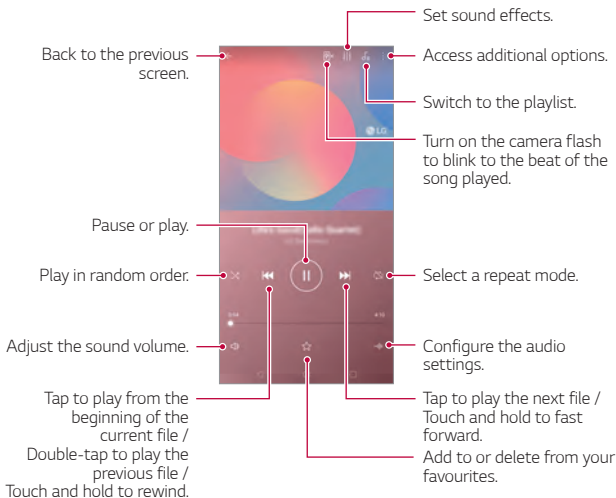 Set sound effects.
Back to the previous
screen.
Access additional options.
Switch to the playlist.
LG
Turn on the camera flash
to blink to the beat of the
song played.
Pause or play.
Play in random order.
Select a repeat mode.
Adjust the sound volume.
Configure the audio
settings.
Tap to play from the
beginning of the
current file /
Double-tap to play the
previous file /
Touch and hold to rewind.
Tap to play the next file /
Touch and hold to fast
forward.
Add to or delete from your
favourites.